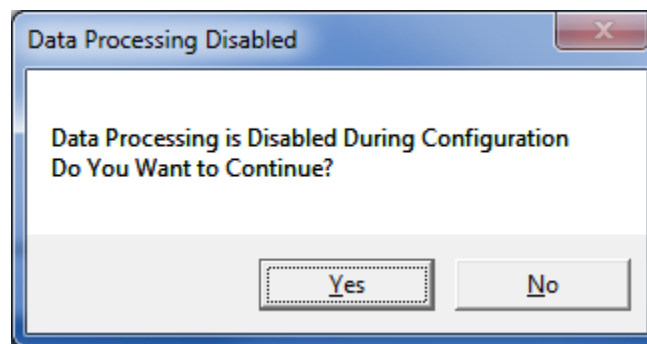 Data Processing Disabled
Data Processing is Disabled During Configuration
Do You Want to Continue?
Yes
No